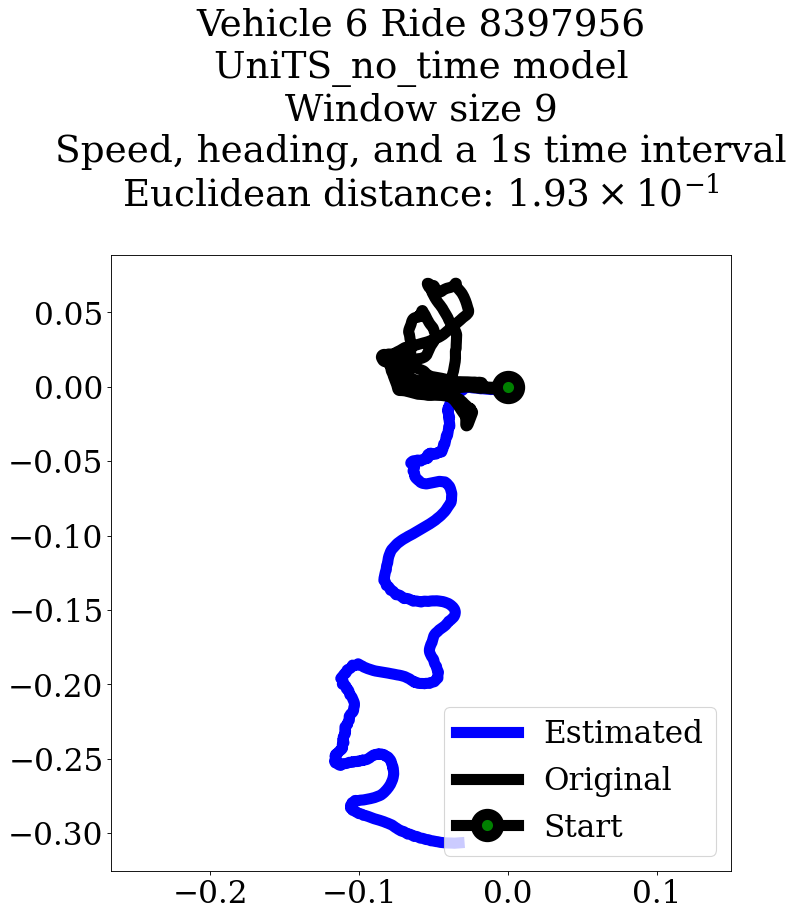 Vehicle 6 Ride 8397956
UniTS_no_time model
Window size 9
Speed, heading, and a 1s time interval
Euclidean distance: 1.93 × 10⁻¹
0.05
0.00
−0.05
−0.10
−0.15
−0.20
−0.25
−0.30
Estimated
Original
Start
−0.2
−0.1
0.0
0.1